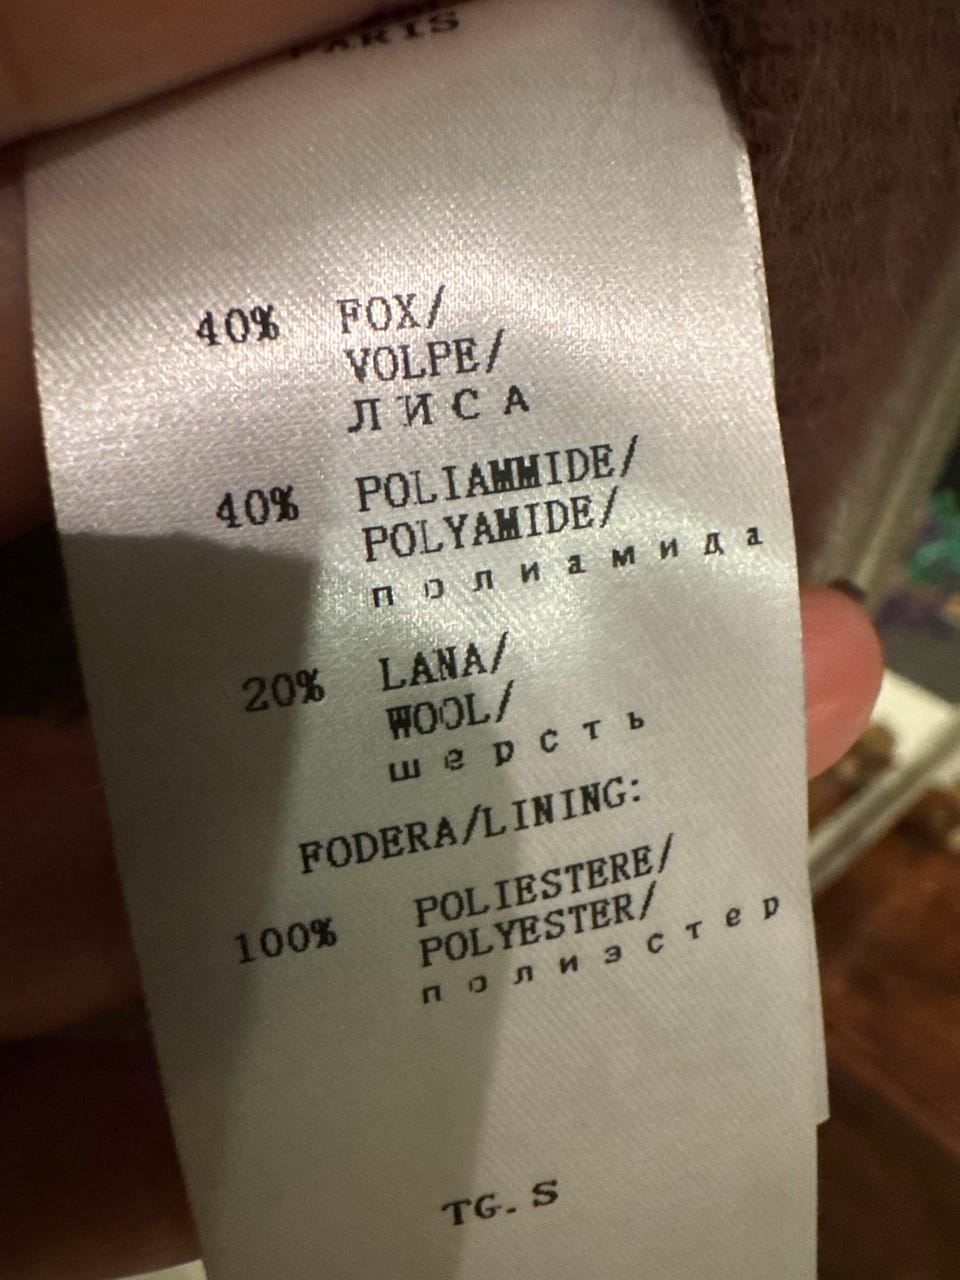 PARIS
40% FOX/
VOLPE/
ЛИСА
40% POLIAMMIDE/
POLYAMIDE/
полиамида
20% LANA/
WOOL/
шерсть
FODERA/LINING:
100% POLIESTERE/
POLYESTER/
полиэстер
TG. S